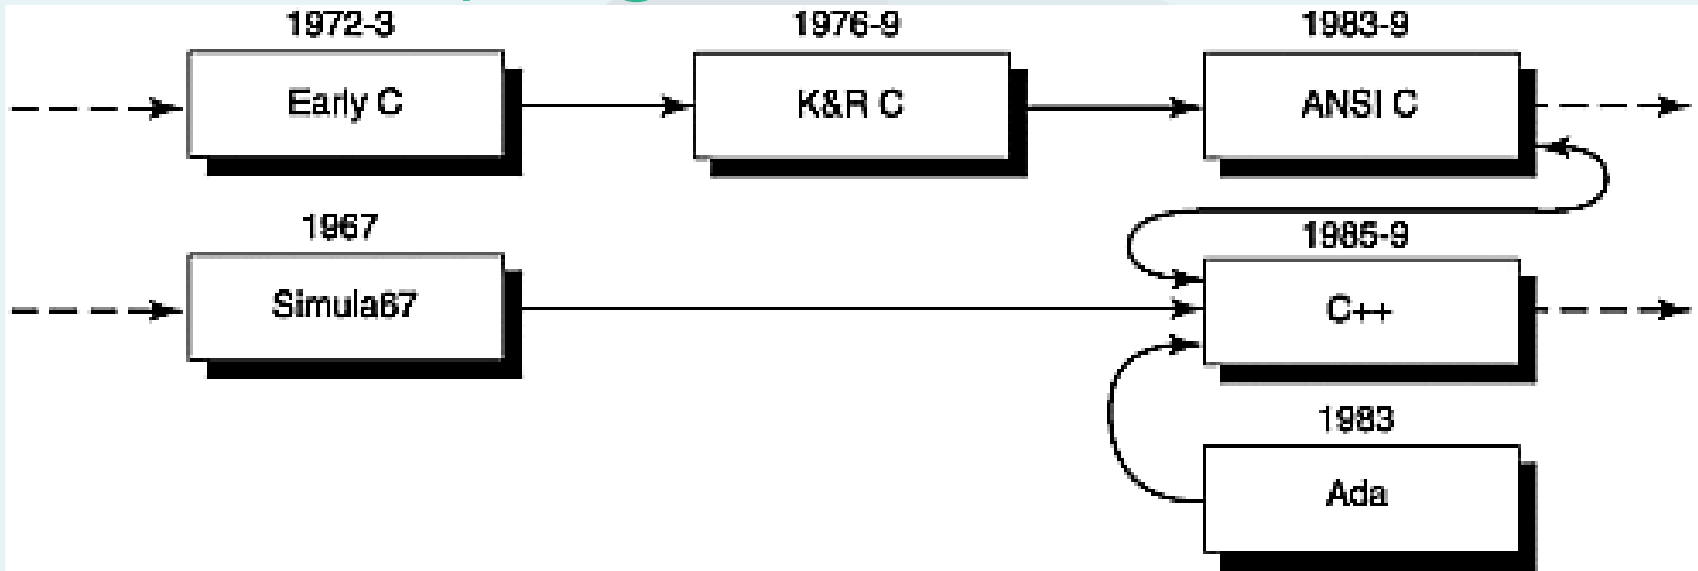 1972-3
1976-9
1983-9
Early C
K&R C
ANSI C
1967
1985-9
Simula67
C++
1983
Ada